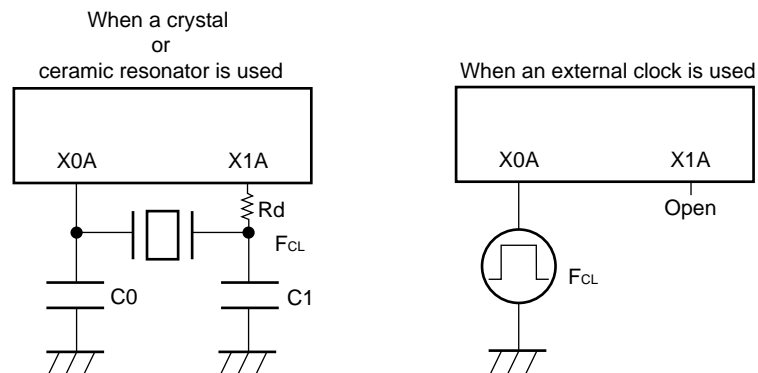 When a crystal
or
ceramic resonator is used
X0A
X1A
Rd
FCL
C0
C1
When an external clock is used
X0A
X1A
Open
FCL